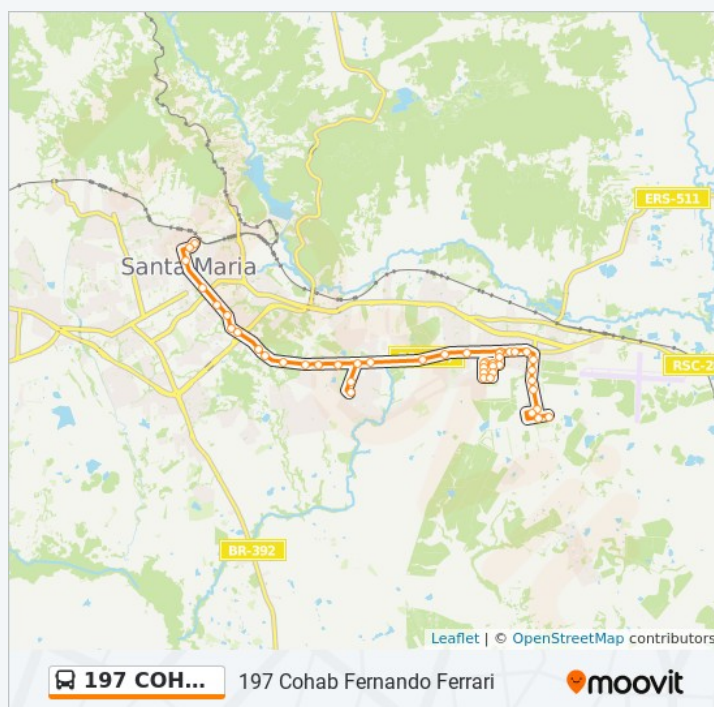 ERS-511
Santa Maria
RSC-2
BR-392
Leaflet | © OpenStreetMap contributors
197 COH...
197 Cohab Fernando Ferrari
moovit